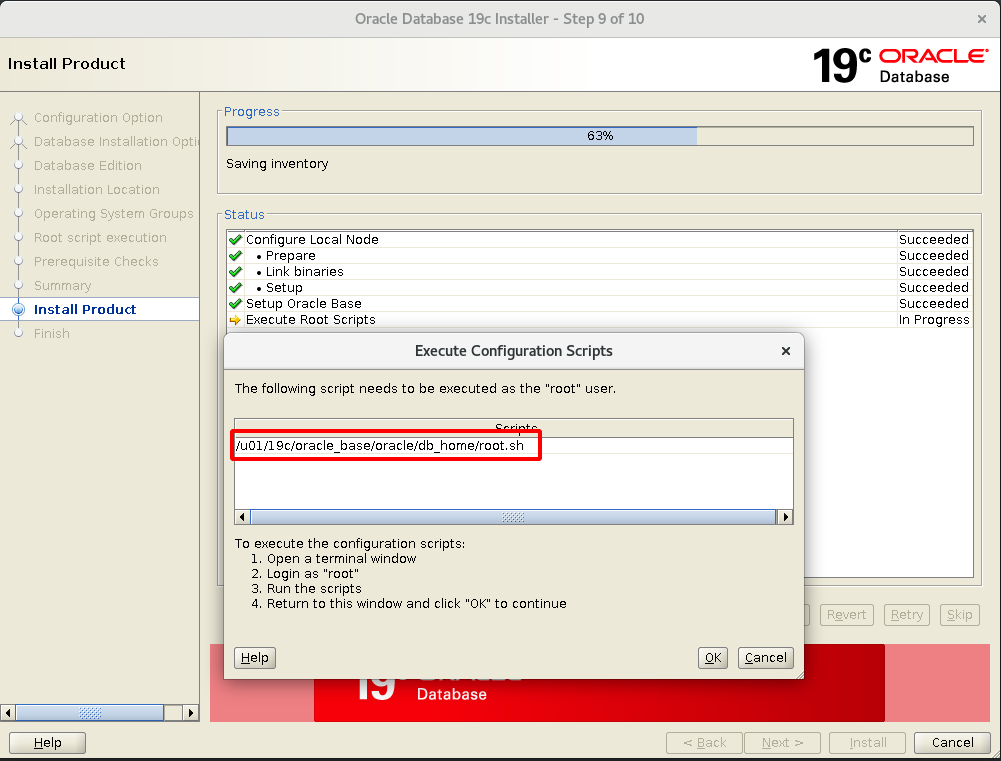 Oracle Database 19c Installer - Step 9 of 10
×
Install Product
19c ORACLE®
Database
Configuration Option
Database Installation Opti
Database Edition
Installation Location
Operating System Groups
Root script execution
Prerequisite Checks
Summary
Install Product
Finish
Progress
63%
Saving inventory
Status
Configure Local Node Succeeded
• Prepare Succeeded
• Link binaries Succeeded
• Setup Succeeded
Setup Oracle Base Succeeded
Execute Root Scripts In Progress
Execute Configuration Scripts ×
The following script needs to be executed as the "root" user.
Scripts
/u01/19c/oracle_base/oracle/db_home/root.sh
To execute the configuration scripts:
1. Open a terminal window
2. Login as "root"
3. Run the scripts
4. Return to this window and click "OK" to continue
Help OK Cancel
Revert Retry Skip
19c ORACLE
Database
Help < Back Next > Install Cancel